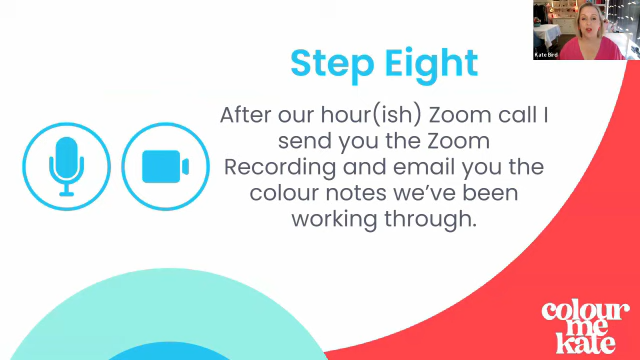 Step Eight
After our hour(ish) Zoom call I
send you the Zoom
Recording and email you the
colour notes we’ve been
working through.
Kate Bird
colour
me
kate